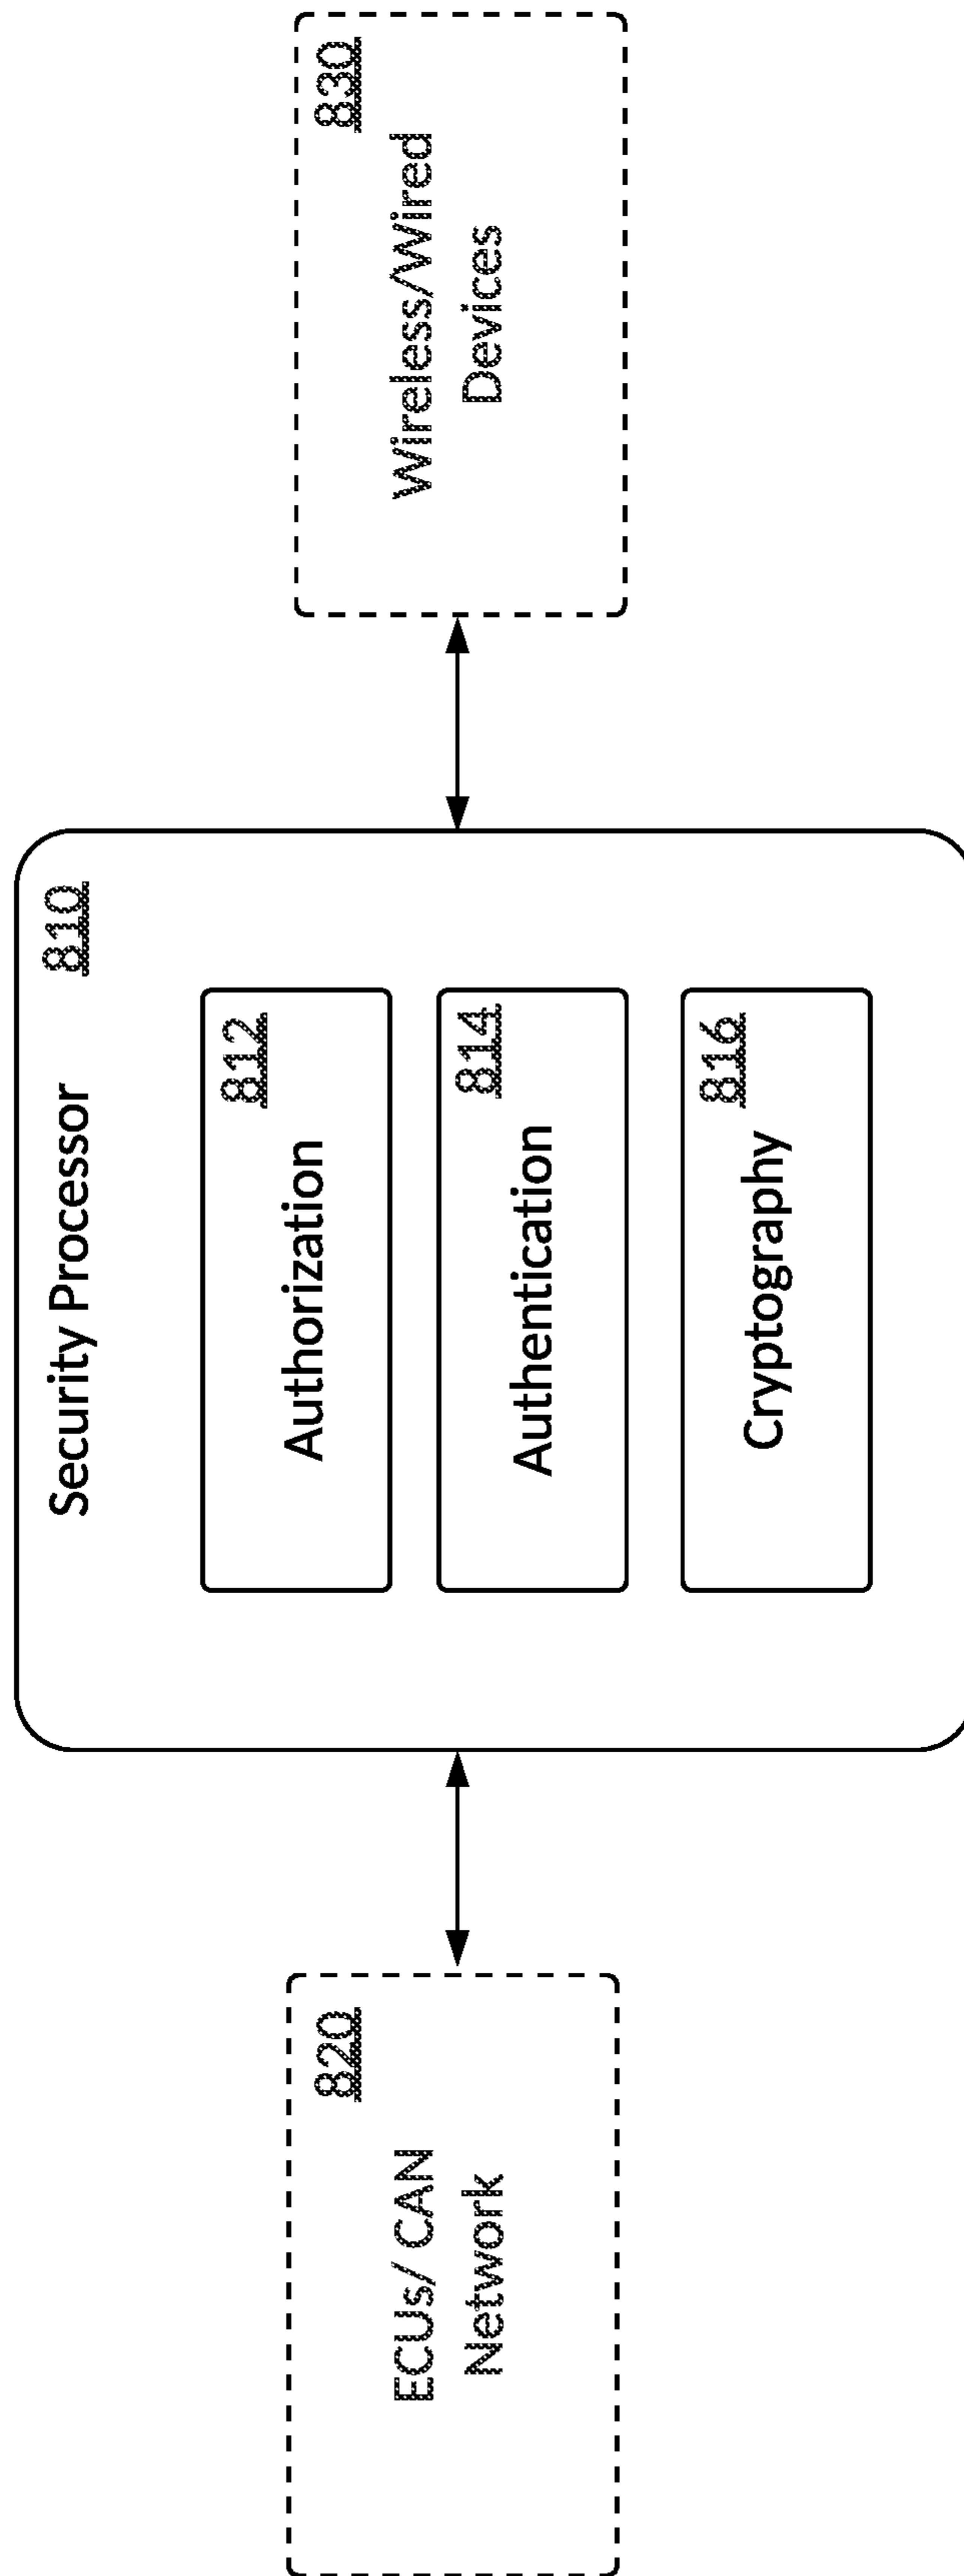 Security Processor 810
ECUs/ CAN
Network
820
Authorization
812
Authentication
814
Cryptography
816
Wireless/Wired
Devices
830